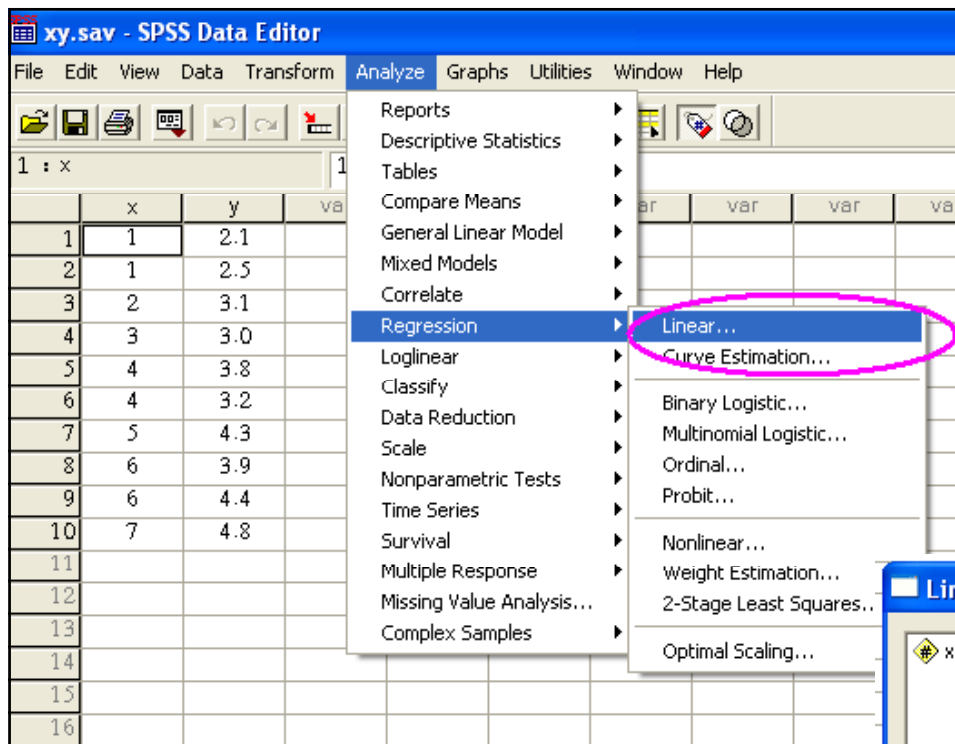 xy.sav - SPSS Data Editor
File Edit View Data Transform Analyze Graphs Utilities Window Help
1 : x
x y var var var
1 1 2.1
2 1 2.5
3 2 3.1
4 3 3.0
5 4 3.8
6 4 3.2
7 5 4.3
8 6 3.9
9 6 4.4
10 7 4.8
11
12
13
14
15
16
Reports
Descriptive Statistics
Tables
Compare Means
General Linear Model
Mixed Models
Correlate
Regression
Loglinear
Classify
Data Reduction
Scale
Nonparametric Tests
Time Series
Survival
Multiple Response
Missing Value Analysis...
Complex Samples
Linear...
Curve Estimation...
Binary Logistic...
Multinomial Logistic...
Ordinal...
Probit...
Nonlinear...
Weight Estimation...
2-Stage Least Squares..
Optimal Scaling...
Lin
x